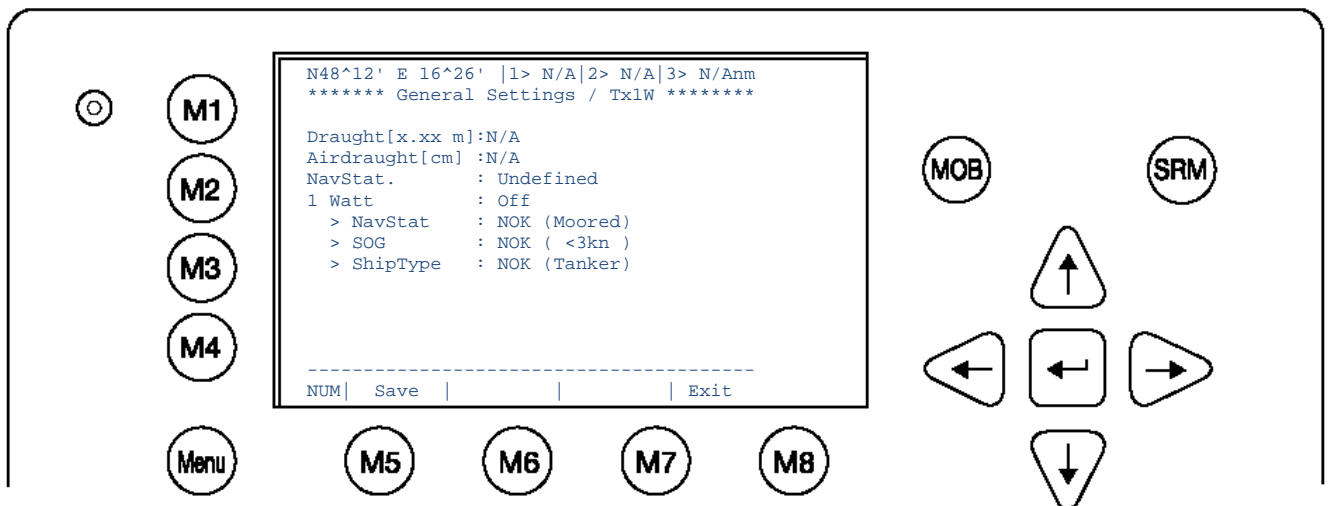 N48^12' E 16^26' |1> N/A|2> N/A|3> N/Anm
******* General Settings / Tx1W ********
Draught[x.xx m]:N/A
Airdraught[cm] :N/A
NavStat. : Undefined
1 Watt : Off
> NavStat : NOK (Moored)
> SOG : NOK ( <3kn )
> ShipType : NOK (Tanker)
---------------------------------------
NUM| Save | | | Exit
M1
M2
M3
M4
MOB
SRM
Menu
M5
M6
M7
M8